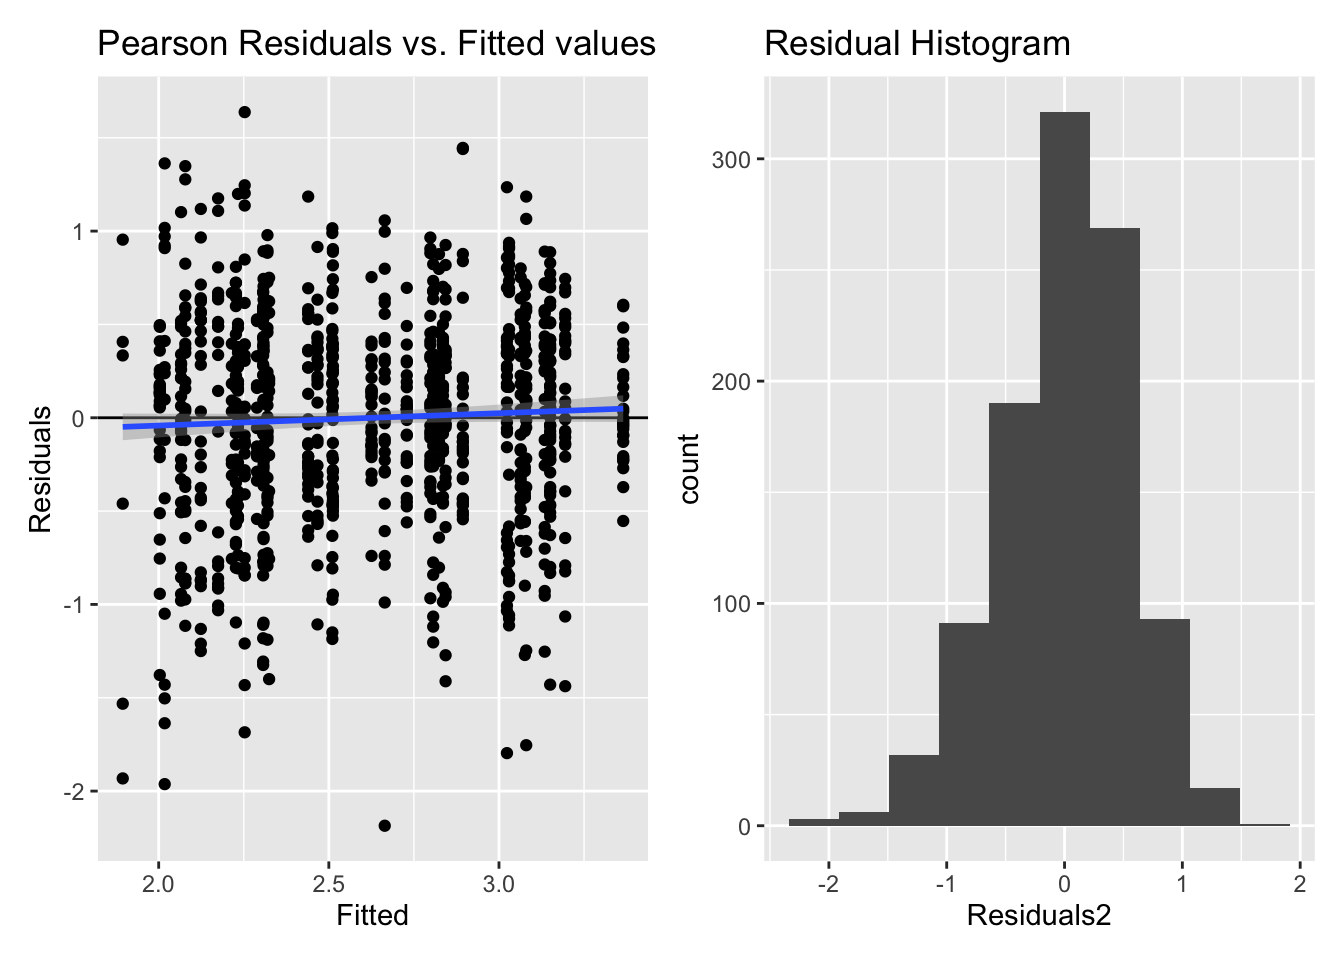 Pearson Residuals vs. Fitted values
Residuals
1
0
-1
-2
2.0 2.5 3.0
Fitted
Residual Histogram
count
300
200
100
0
-2 -1 0 1 2
Residuals2